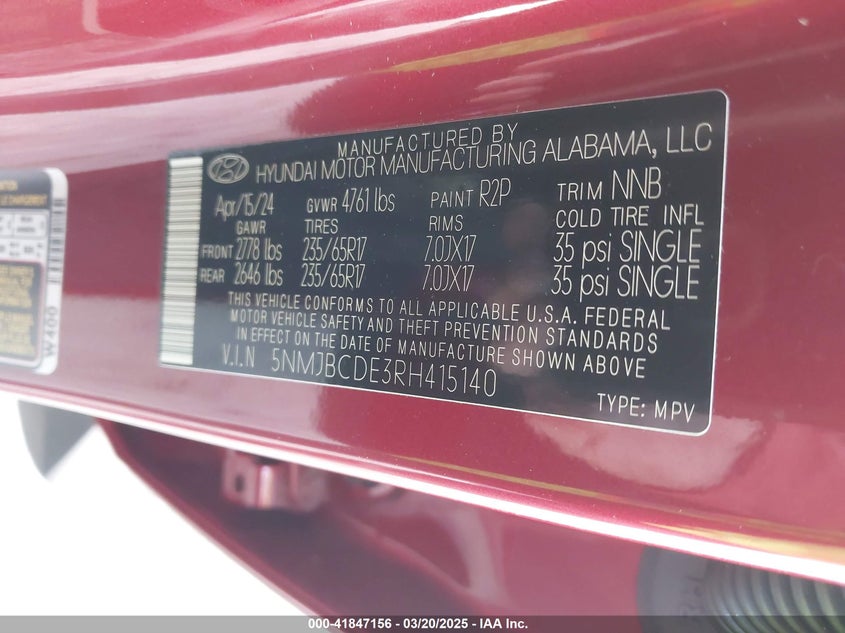 MANUFACTURED BY
HYUNDAI MOTOR MANUFACTURING ALABAMA, LLC
Apr/15/24 GVWR 4761 lbs PAINT R2P TRIM NNB
GAWR TIRES RIMS COLD TIRE INFL
FRONT 2778 lbs 235/65R17 7.0JX17 35 psi SINGLE
REAR 2646 lbs 235/65R17 7.0JX17 35 psi SINGLE
THIS VEHICLE CONFORMS TO ALL APPLICABLE U.S.A. FEDERAL
MOTOR VEHICLE SAFETY AND THEFT PREVENTION STANDARDS
IN EFFECT ON THE DATE OF MANUFACTURE SHOWN ABOVE
V.I.N 5NMJBCDE3RH415140
TYPE: MPV
W400
000-41847156 - 03/20/2025 - IAA Inc.